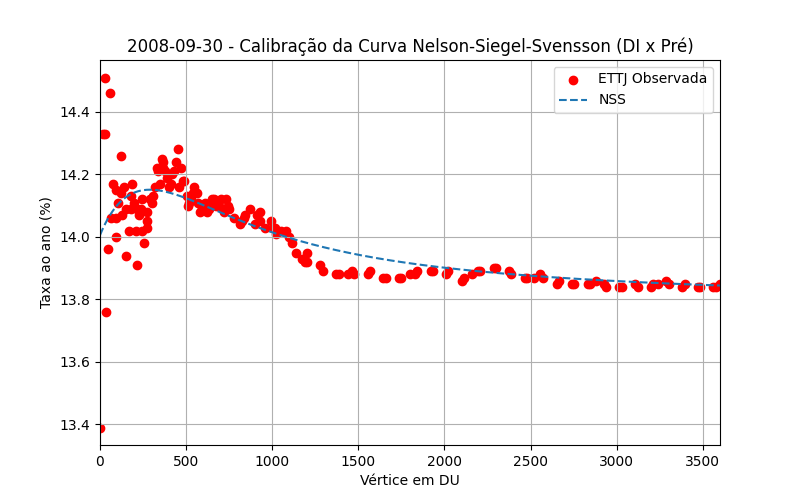 2008-09-30 - Calibração da Curva Nelson-Siegel-Svensson (DI x Pré)
ETTJ Observada
NSS
Taxa ao ano (%)
14.4
14.2
14.0
13.8
13.6
13.4
0 500 1000 1500 2000 2500 3000 3500
Vértice em DU